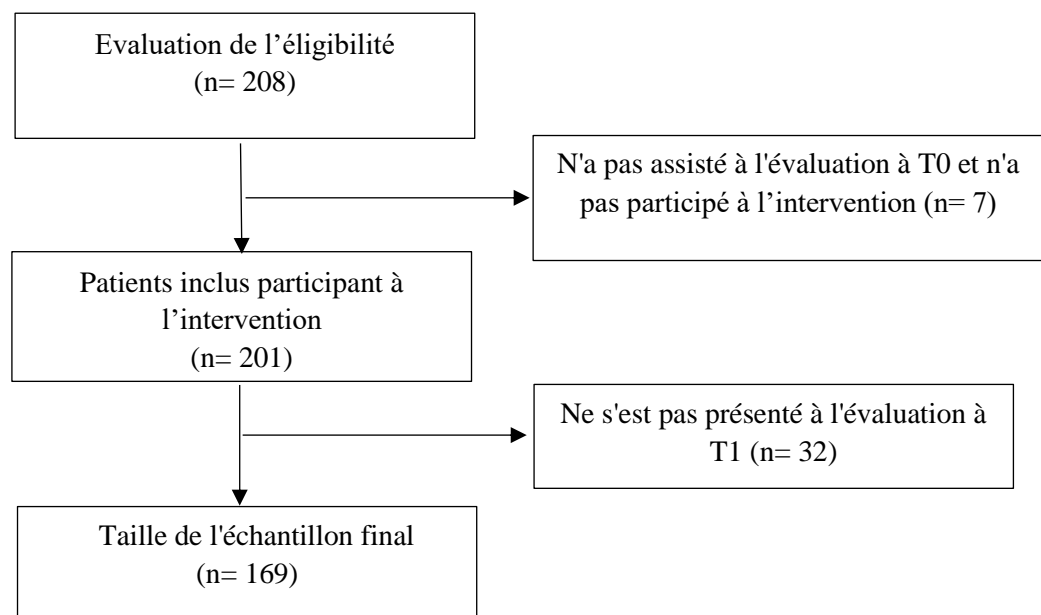 Evaluation de l’éligibilité
(n= 208)
N'a pas assisté à l'évaluation à T0 et n'a
pas participé à l’intervention (n= 7)
Patients inclus participant à
l’intervention
(n= 201)
Ne s'est pas présenté à l'évaluation à
T1 (n= 32)
Taille de l'échantillon final
(n= 169)